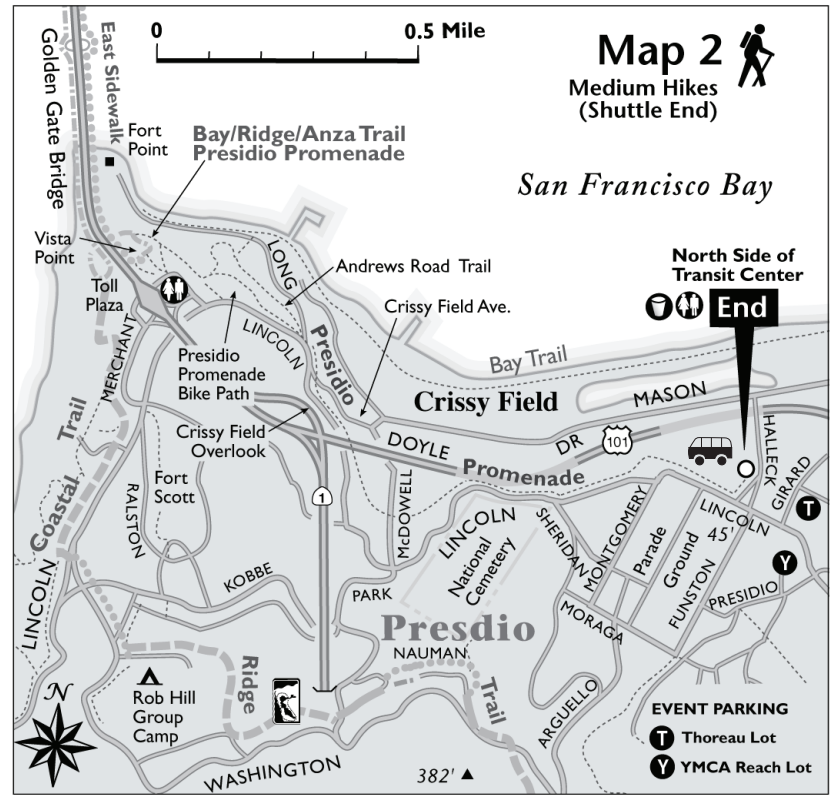 0
0.5 Mile
Map 2
Medium Hikes
(Shuttle End)
Golden Gate Bridge
East Sidewalk
Fort
Point
Bay/Ridge/Anza Trail
Presidio Promenade
San Francisco Bay
Vista
Point
Toll
Plaza
LONG
Andrews Road Trail
Crissy Field Ave.
North Side of
Transit Center
End
MERCHANT
LINCOLN
Presidio
Presidio
Promenade
Bike Path
Bay Trail
Crissy Field
MASON
Crissy Field
Overlook
DOYLE
DR
101
Promenade
HALLECK
GIRARD
Coastal Trail
Fort
Scott
RALSTON
1
McDOWELL
LINCOLN
National
Cemetery
SHERIDAN
MONTGOMERY
Parade
Ground
FUNSTON
LINCOLN
45'
T
Y
PRESIDIO
LINCOLN
KOBBE
PARK
MORAGA
Presdio
NAUMAN
Ridge
Trail
Rob Hill
Group
Camp
N
WASHINGTON
ARGUELLO
382'
EVENT PARKING
T Thoreau Lot
Y YMCA Reach Lot